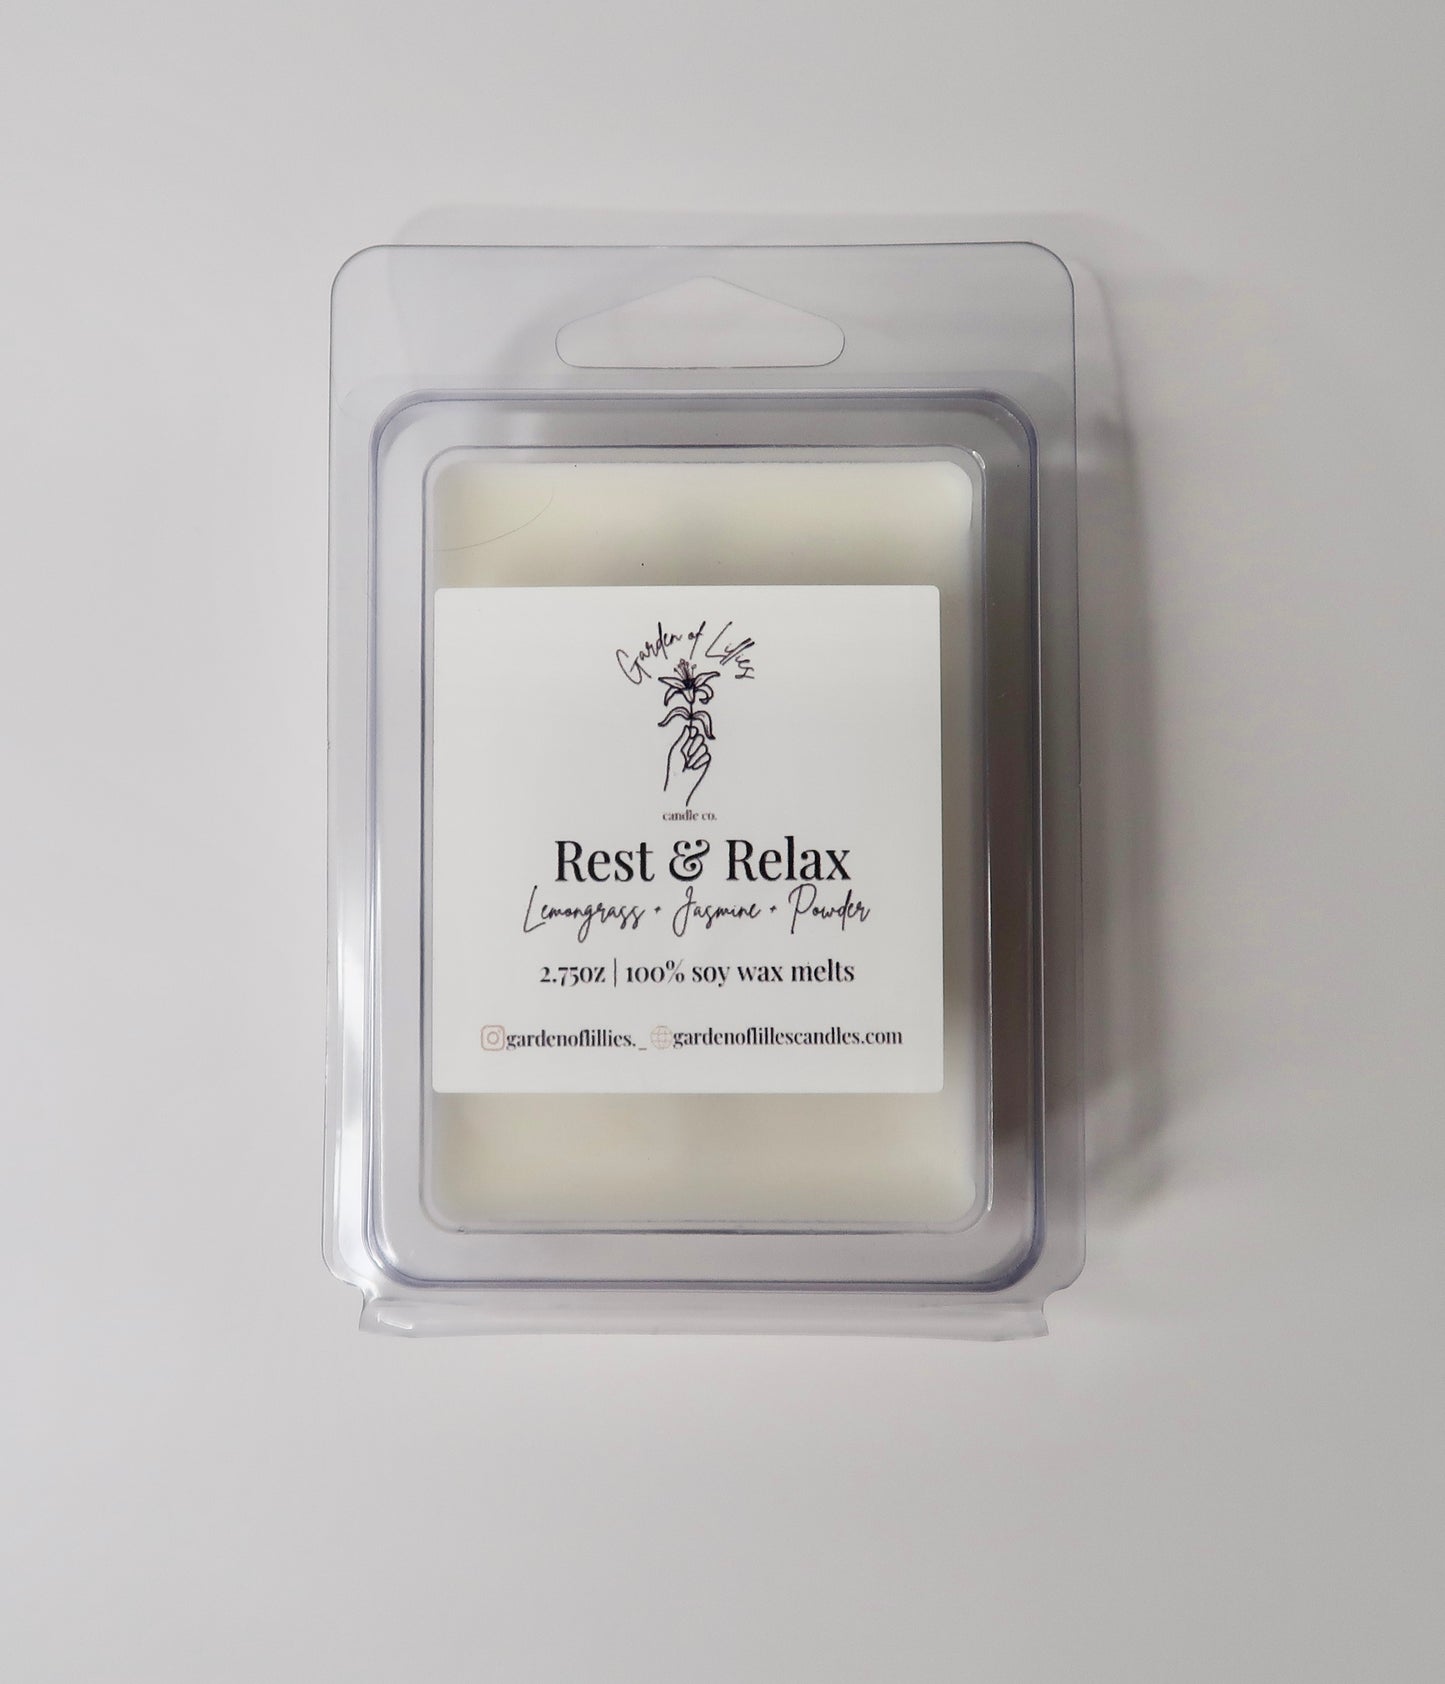 Garden of Lillies
candle co.
Rest & Relax
Lemongrass + Jasmine + Powder
2.75oz | 100% soy wax melts
gardenoflillies._ gardenoflillescandles.com